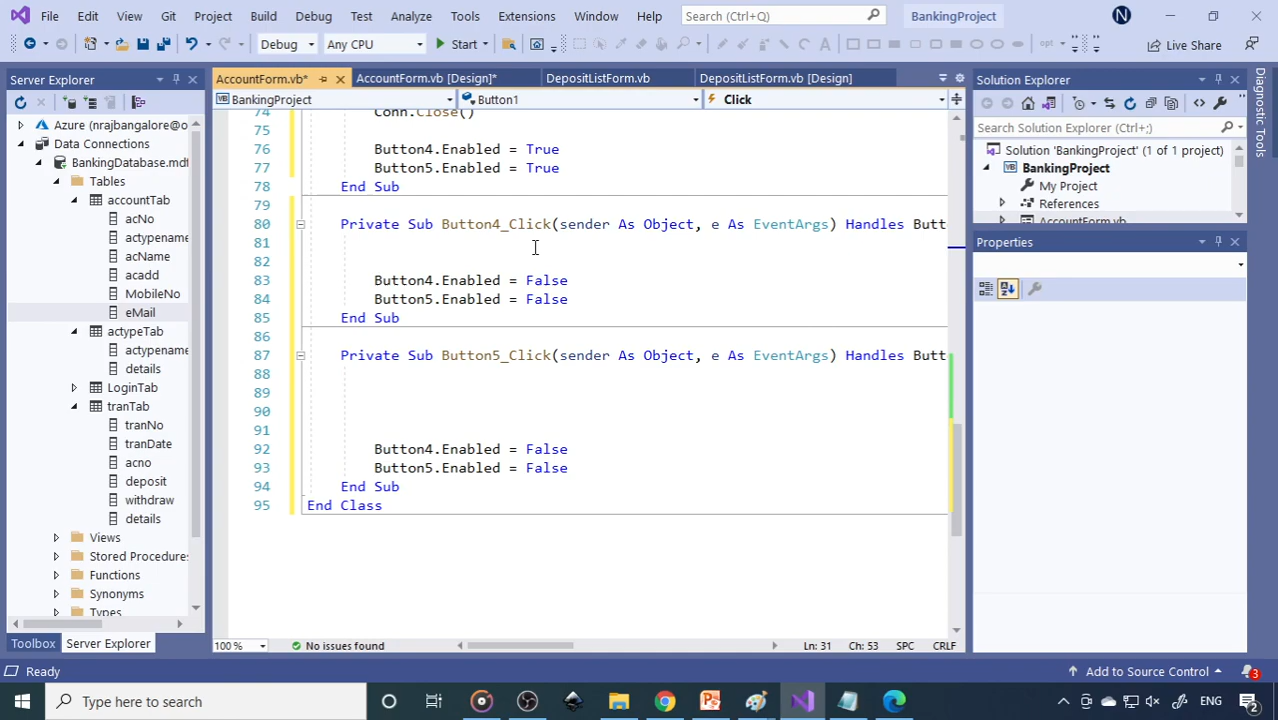 File Edit View Git Project Build Debug Test Analyze Tools Extensions Window Help Search (Ctrl+Q) BankingProject N
Debug Any CPU Start Live Share
Server Explorer
Azure (nrajbangalore@o
Data Connections
BankingDatabase.mdf
Tables
accountTab
acNo
actypename
acName
acadd
MobileNo
eMail
actypeTab
actypename
details
LoginTab
tranTab
tranNo
tranDate
acno
deposit
withdraw
details
Views
Stored Procedures
Functions
Synonyms
Types
Toolbox Server Explorer
AccountForm.vb* AccountForm.vb [Design]* DepositListForm.vb DepositListForm.vb [Design]
BankingProject Button1 Click
74 Conn.Close()
75
76 Button4.Enabled = True
77 Button5.Enabled = True
78 End Sub
79
80 Private Sub Button4_Click(sender As Object, e As EventArgs) Handles Butt
81
82
83 Button4.Enabled = False
84 Button5.Enabled = False
85 End Sub
86
87 Private Sub Button5_Click(sender As Object, e As EventArgs) Handles Butt
88
89
90
91
92 Button4.Enabled = False
93 Button5.Enabled = False
94 End Sub
95 End Class
100 % No issues found Ln: 31 Ch: 53 SPC CRLF
Solution Explorer
Search Solution Explorer (Ctrl+;)
Solution 'BankingProject' (1 of 1 project)
BankingProject
My Project
References
AccountForm.vb
Properties
Diagnostic Tools
Ready Add to Source Control 3
Type here to search ENG 2